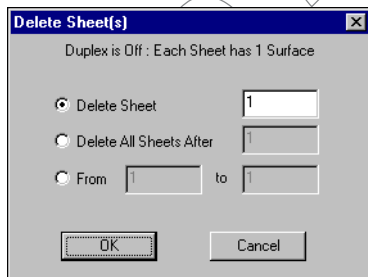 Delete Sheet(s)
Duplex is Off : Each Sheet has 1 Surface
Delete Sheet 1
Delete All Sheets After 1
From 1 to 1
OK Cancel